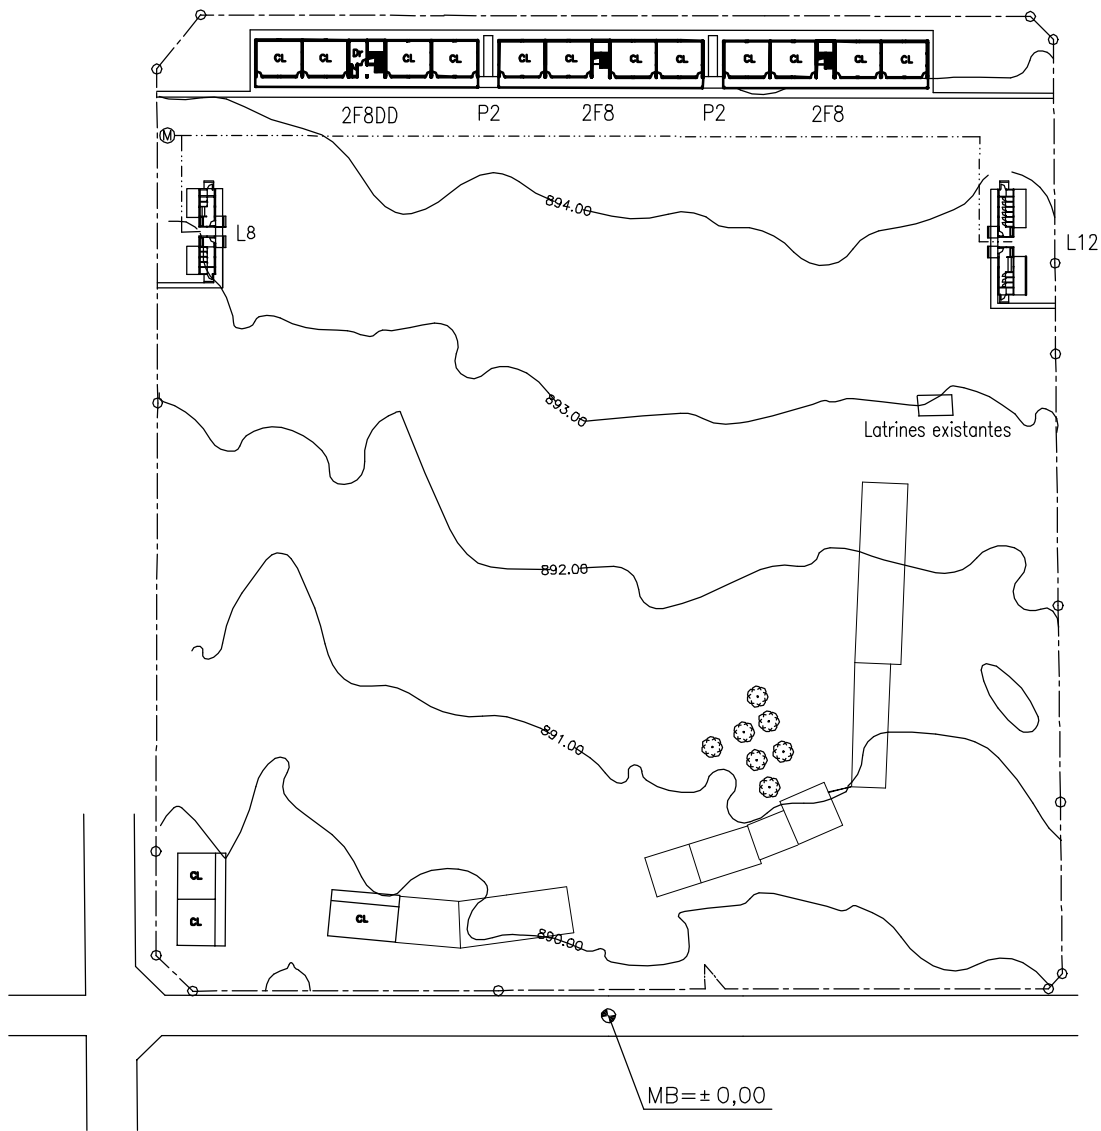 CL CL Dr CL CL CL CL CL CL CL CL CL CL
2F8DD P2 2F8 P2 2F8
M
894.00
L8
L12
893.00
Latrines existantes
892.00
891.00
CL
CL
CL
890.00
MB=± 0,00